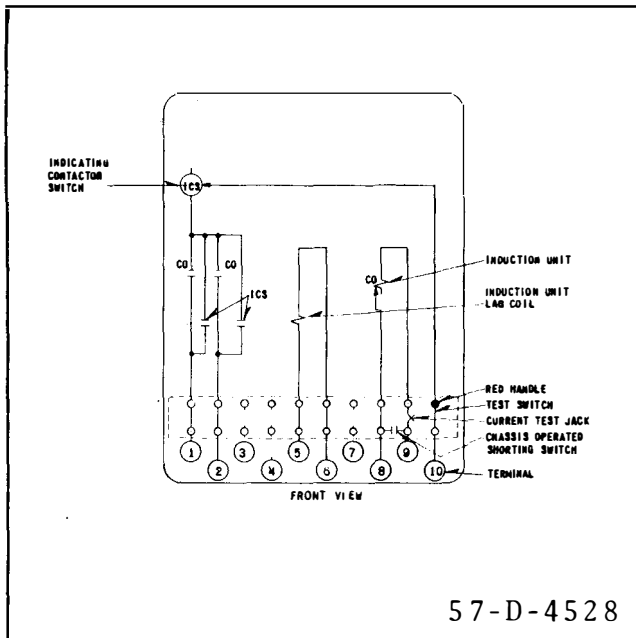 INDICATING
CONTACTOR
SWITCH
ICS
CO
CO
ICS
CO
INDUCTION UNIT
INDUCTION UNIT
LAG COIL
RED HANDLE
TEST SWITCH
CURRENT TEST JACK
CHASSIS OPERATED
SHORTING SWITCH
TERMINAL
1
2
3
4
5
6
7
8
9
10
FRONT VIEW
57-D-4528